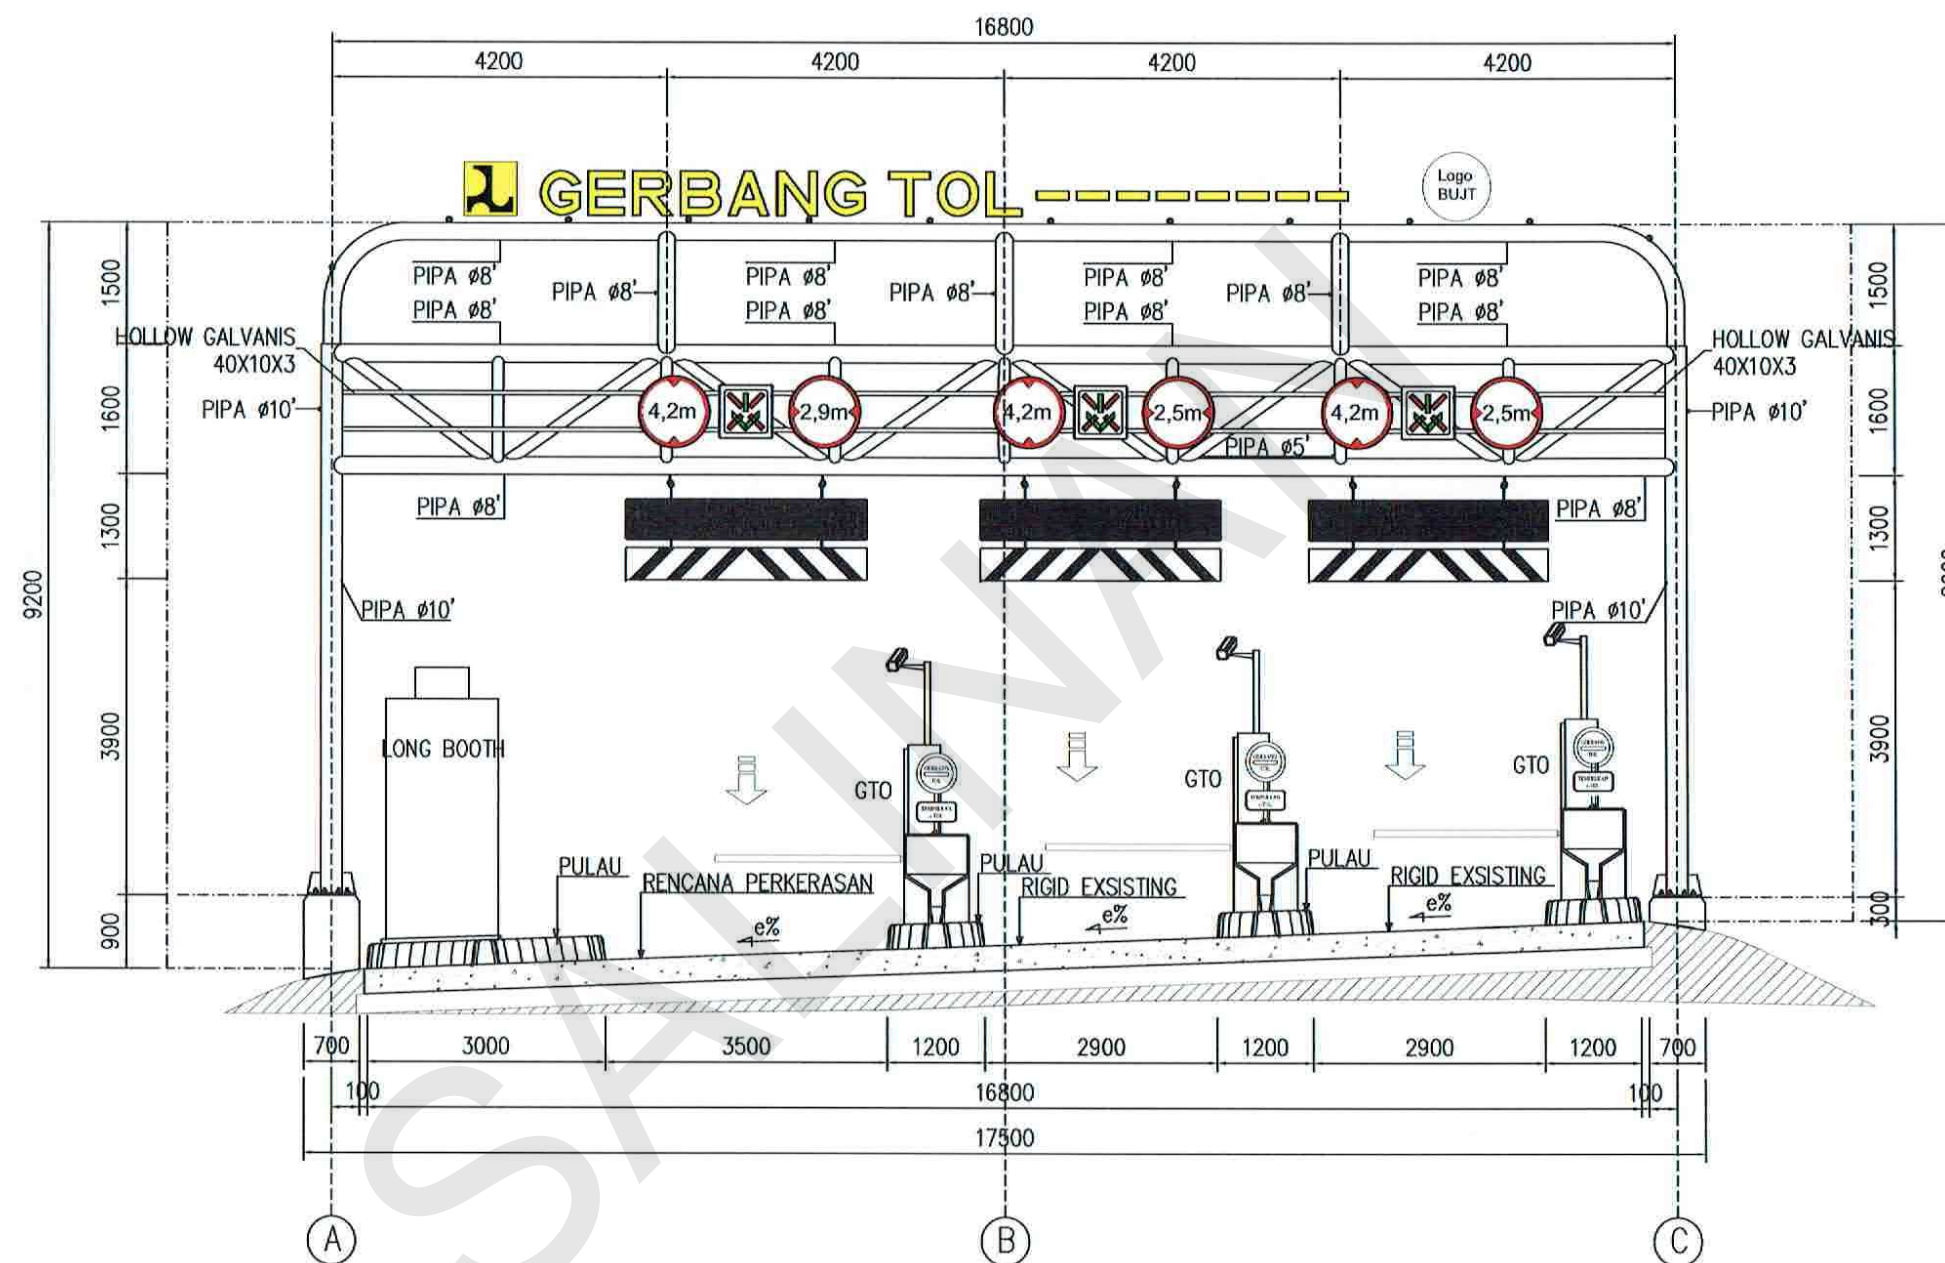 16800
4200 4200 4200 4200
GERBANG TOL
Logo
BUJT
PIPA ø8' PIPA ø8' PIPA ø8' PIPA ø8'
PIPA ø8' PIPA ø8' PIPA ø8'
PIPA ø8' PIPA ø8' PIPA ø8' PIPA ø8'
1500 1500
HOLLOW GALVANIS HOLLOW GALVANIS
40X10X3 40X10X3
PIPA ø10' PIPA ø10'
1600 1600
4,2m 2,9m 4,2m 2,5m 4,2m 2,5m
PIPA ø5'
PIPA ø8' PIPA ø8'
1300 1300
9200
PIPA ø10' PIPA ø10'
3900 3900
LONG BOOTH
GTO GTO GTO
PULAU PULAU PULAU
RENCANA PERKERASAN RIGID EXSISTING RIGID EXSISTING
e% e% e%
900 300
700 3000 3500 1200 2900 1200 2900 1200 700
100 16800 100
17500
A B C
SALINAN